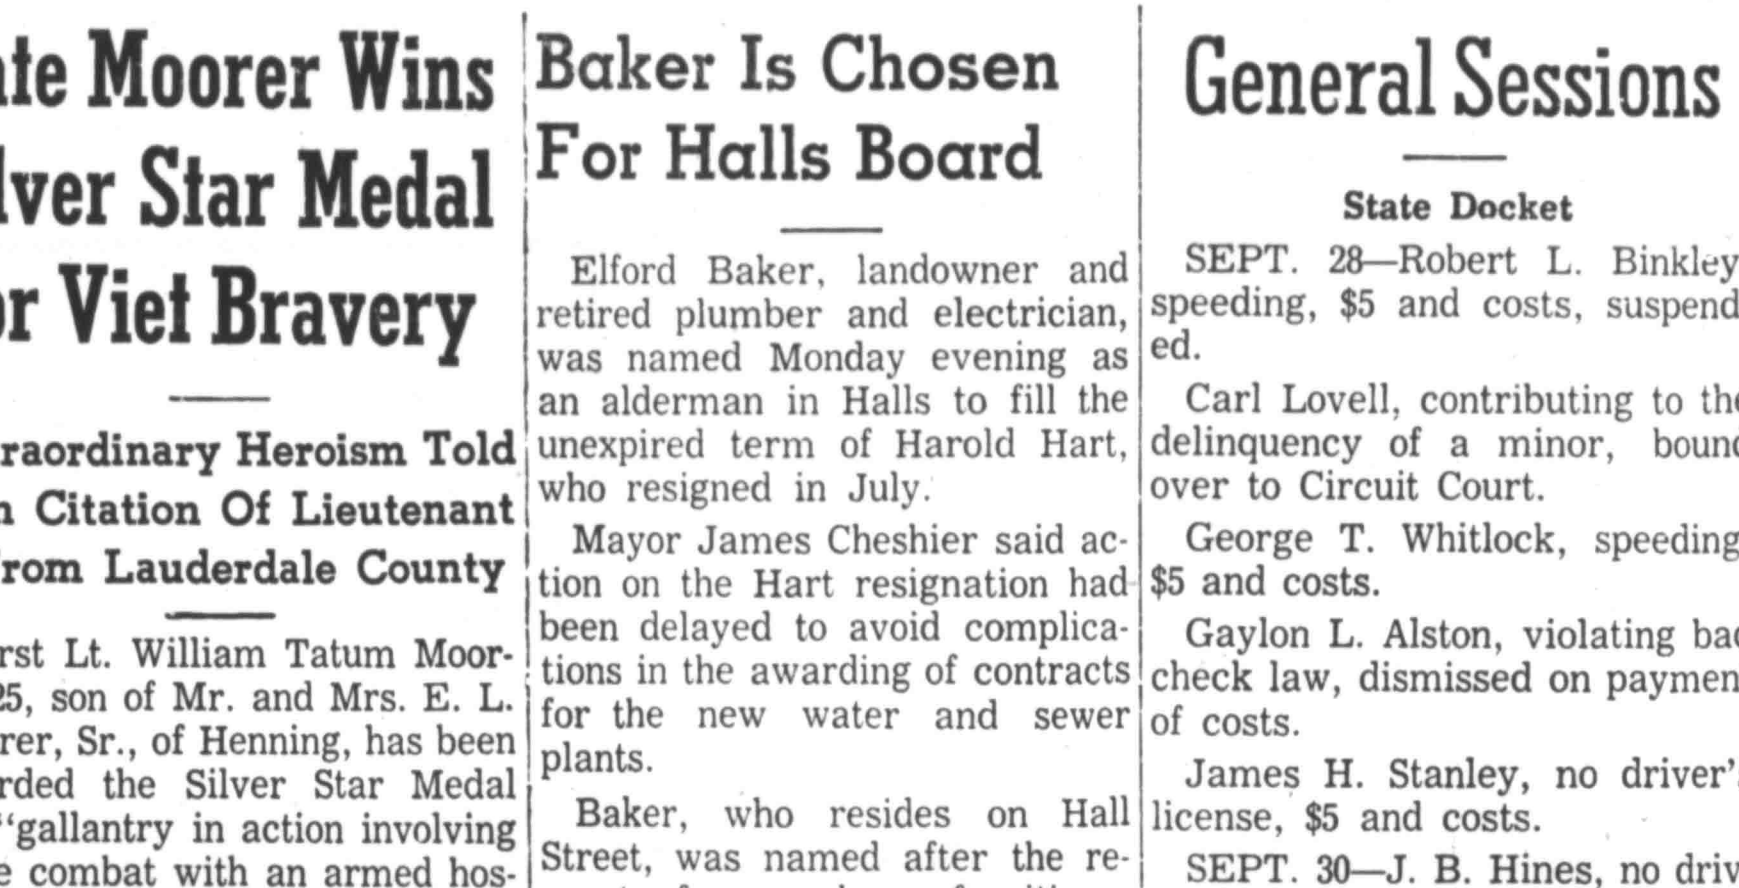 te Moorer Wins
lver Star Medal
or Viet Bravery
raordinary Heroism Told
n Citation Of Lieutenant
rom Lauderdale County
rst Lt. William Tatum Moor-
25, son of Mr. and Mrs. E. L.
rer, Sr., of Henning, has been
rded the Silver Star Medal
"gallantry in action involving
e combat with an armed hos-
Baker Is Chosen
For Halls Board
Elford Baker, landowner and
retired plumber and electrician,
was named Monday evening as
an alderman in Halls to fill the
unexpired term of Harold Hart,
who resigned in July.
Mayor James Cheshier said ac-
tion on the Hart resignation had
been delayed to avoid complica-
tions in the awarding of contracts
for the new water and sewer
plants.
Baker, who resides on Hall
Street, was named after the re-
General Sessions
State Docket
SEPT. 28—Robert L. Binkley
speeding, $5 and costs, suspend
ed.
Carl Lovell, contributing to the
delinquency of a minor, bound
over to Circuit Court.
George T. Whitlock, speeding
$5 and costs.
Gaylon L. Alston, violating bad
check law, dismissed on paymen
of costs.
James H. Stanley, no driver's
license, $5 and costs.
SEPT. 30—J. B. Hines, no driv